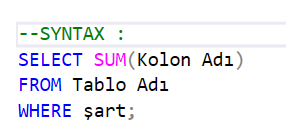 --SYNTAX :
SELECT SUM(Kolon Adı)
FROM Tablo Adı
WHERE şart;